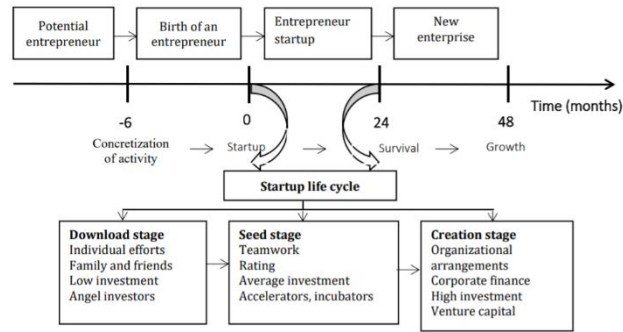 Potential
entrepreneur
Birth of an
entrepreneur
Entrepreneur
startup
New
enterprise
Time (months)
-6
0
24
48
Concretization
of activity
Startup
Survival
Growth
Startup life cycle
Download stage
Individual efforts
Family and friends
Low investment
Angel investors
Seed stage
Teamwork
Rating
Average investment
Accelerators, incubators
Creation stage
Organizational
arrangements
Corporate finance
High investment
Venture capital